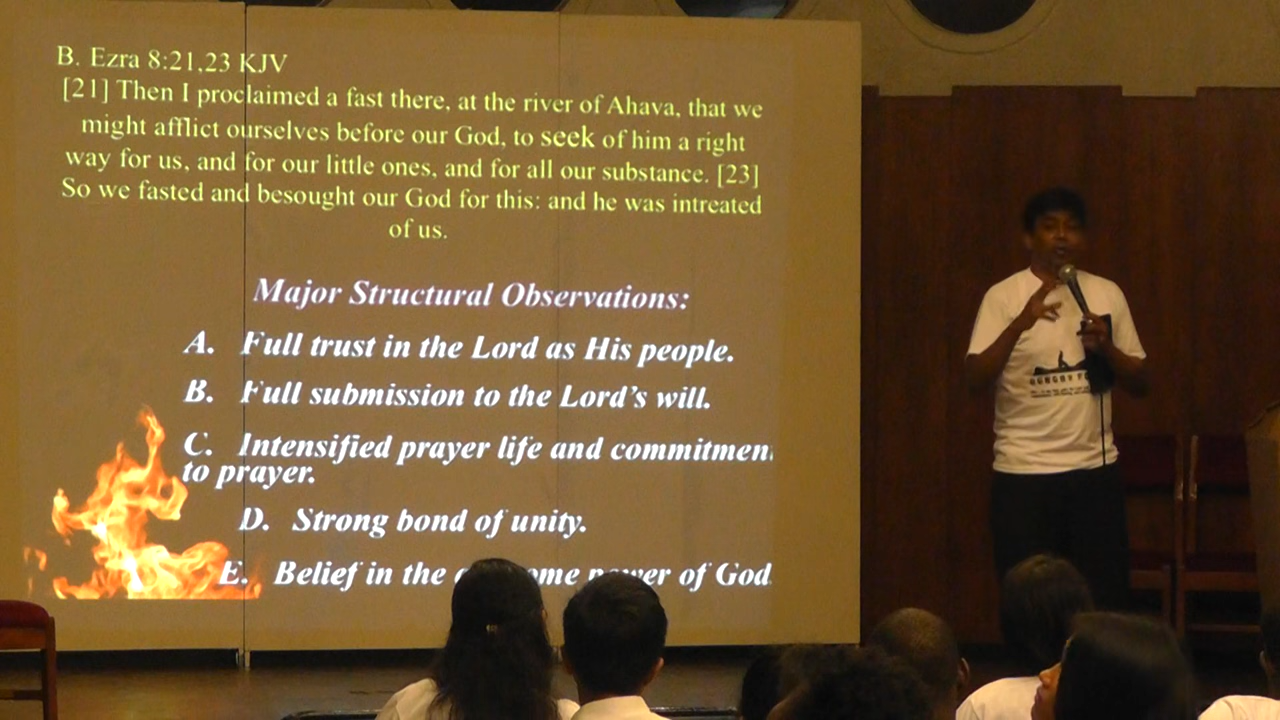 B. Ezra 8:21,23 KJV
[21] Then I proclaimed a fast there, at the river of Ahava, that we
might afflict ourselves before our God, to seek of him a right
way for us, and for our little ones, and for all our substance. [23]
So we fasted and besought our God for this: and he was intreated
of us.
Major Structural Observations:
A. Full trust in the Lord as His people.
B. Full submission to the Lord's will.
C. Intensified prayer life and commitment
to prayer.
D. Strong bond of unity.
E. Belief in the power of God
HUNGRY